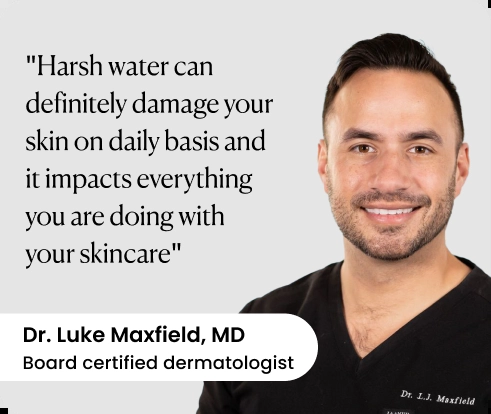 "Harsh water can
definitely damage your
skin on daily basis and
it impacts everything
you are doing with
your skincare"
Dr. Luke Maxfield, MD
Board certified dermatologist
Dr. L.J. Maxfield